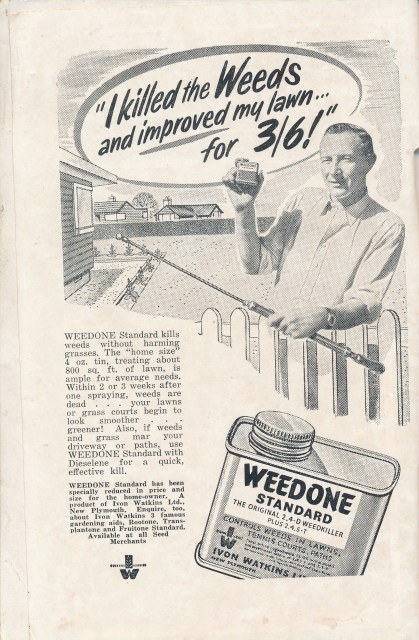 "I killed the Weeds
and improved my lawn...
for 3/6!"
WEEDONE Standard kills
weeds without harming
grasses. The "home size"
4 oz. tin, treating about
800 sq. ft. of lawn, is
ample for average needs.
Within 2 or 3 weeks after
one spraying, weeds are
dead . . . your lawns
or grass courts begin to
look smoother . .
greener! Also, if weeds
and grass mar your
driveway or paths, use
WEEDONE Standard with
Dieselene for a quick,
effective kill.
WEEDONE Standard has been
specially reduced in price and
size for the home-owner. A
product of Ivon Watkins Ltd.,
New Plymouth. Enquire, too,
about Ivon Watkins 3 famous
gardening aids, Rootone, Trans-
plantone and Fruitone Standard.
Available at all Seed
Merchants
W
WEEDONE
STANDARD
THE ORIGINAL 2,4-D WEEDKILLER
PLUS 2,4,5-T
CONTROLS WEEDS IN LAWNS,
TENNIS COURTS, PATHS
W
IVON WATKINS
NEW PLYMOUTH